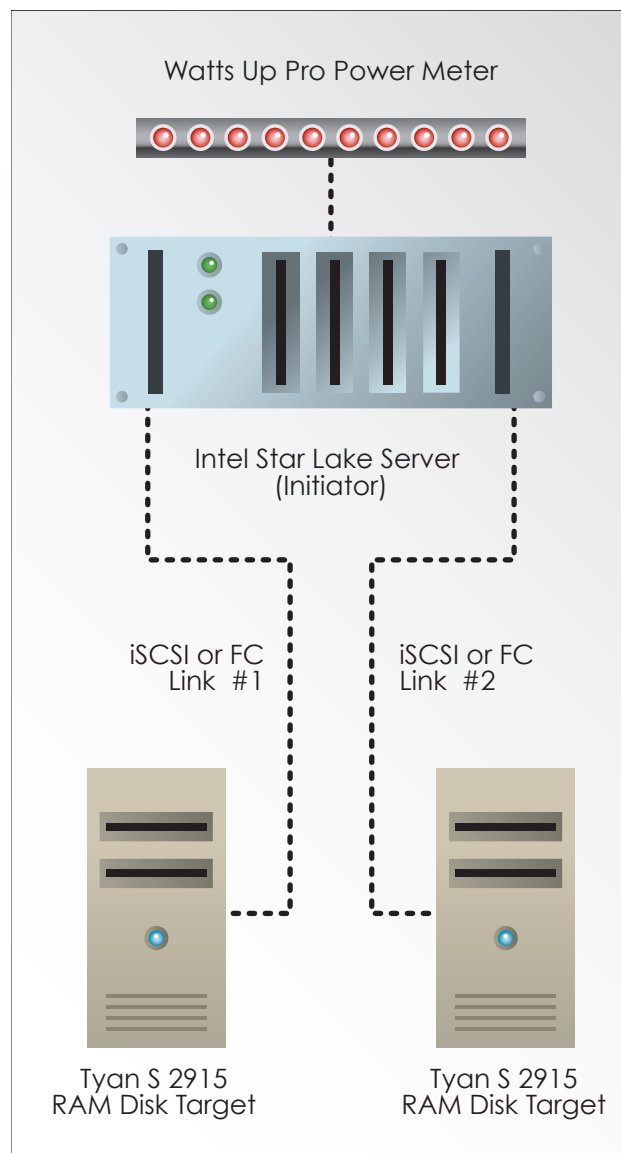 Watts Up Pro Power Meter
Intel Star Lake Server
(Initiator)
iSCSI or FC
Link #1
iSCSI or FC
Link #2
Tyan S 2915
RAM Disk Target
Tyan S 2915
RAM Disk Target